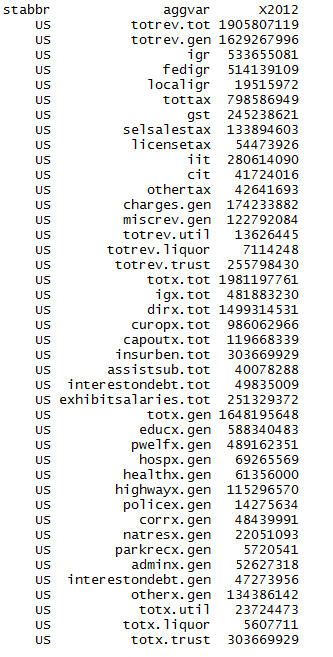 stabbr aggvar X2012
US totrev.tot 1905807119
US totrev.gen 1629267996
US igr 533655081
US fedigr 514139109
US localigr 19515972
US tottax 798586949
US gst 245238621
US selsalestax 133894603
US licensetax 54473926
US iit 280614090
US cit 41724016
US othertax 42641693
US charges.gen 174233882
US miscrev.gen 122792084
US totrev.util 13626445
US totrev.liquor 7114248
US totrev.trust 255798430
US totx.tot 1981197761
US igx.tot 481883230
US dirx.tot 1499314531
US curopx.tot 986062966
US capoutx.tot 119668339
US insurben.tot 303669929
US assistsub.tot 40078288
US interestondebt.tot 49835009
US exhibitsalaries.tot 251329372
US totx.gen 1648195648
US educx.gen 588340483
US pwelfx.gen 489162351
US hospx.gen 69265569
US healthx.gen 61356000
US highwayx.gen 115296570
US policex.gen 14275634
US corrx.gen 48439991
US natresx.gen 22051093
US parkrecx.gen 5720541
US adminx.gen 52627318
US interestondebt.gen 47273956
US otherx.gen 134386142
US totx.util 23724473
US totx.liquor 5607711
US totx.trust 303669929